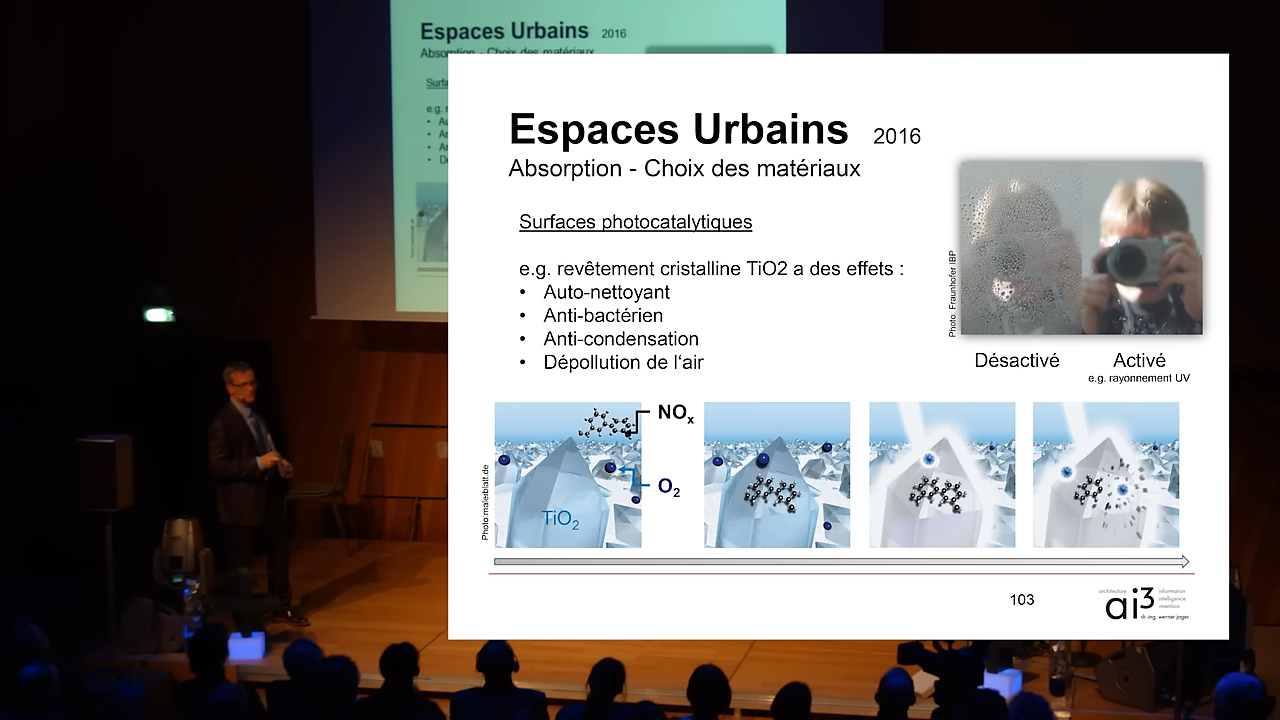 Espaces Urbains 2016
Absorption - Choix des matériaux
Espaces Urbains 2016
Absorption - Choix des matériaux
Surfaces photocatalytiques
e.g. revêtement cristalline TiO2 a des effets :
• Auto-nettoyant
• Anti-bactérien
• Anti-condensation
• Dépollution de l'air
Photo: Fraunhofer IBP
Désactivé
Activé
e.g. rayonnement UV
NOx
O2
TiO2
Photo:malerblatt.de
103
architecture
information
intelligence
invention
ai3
dr.-ing. werner jager